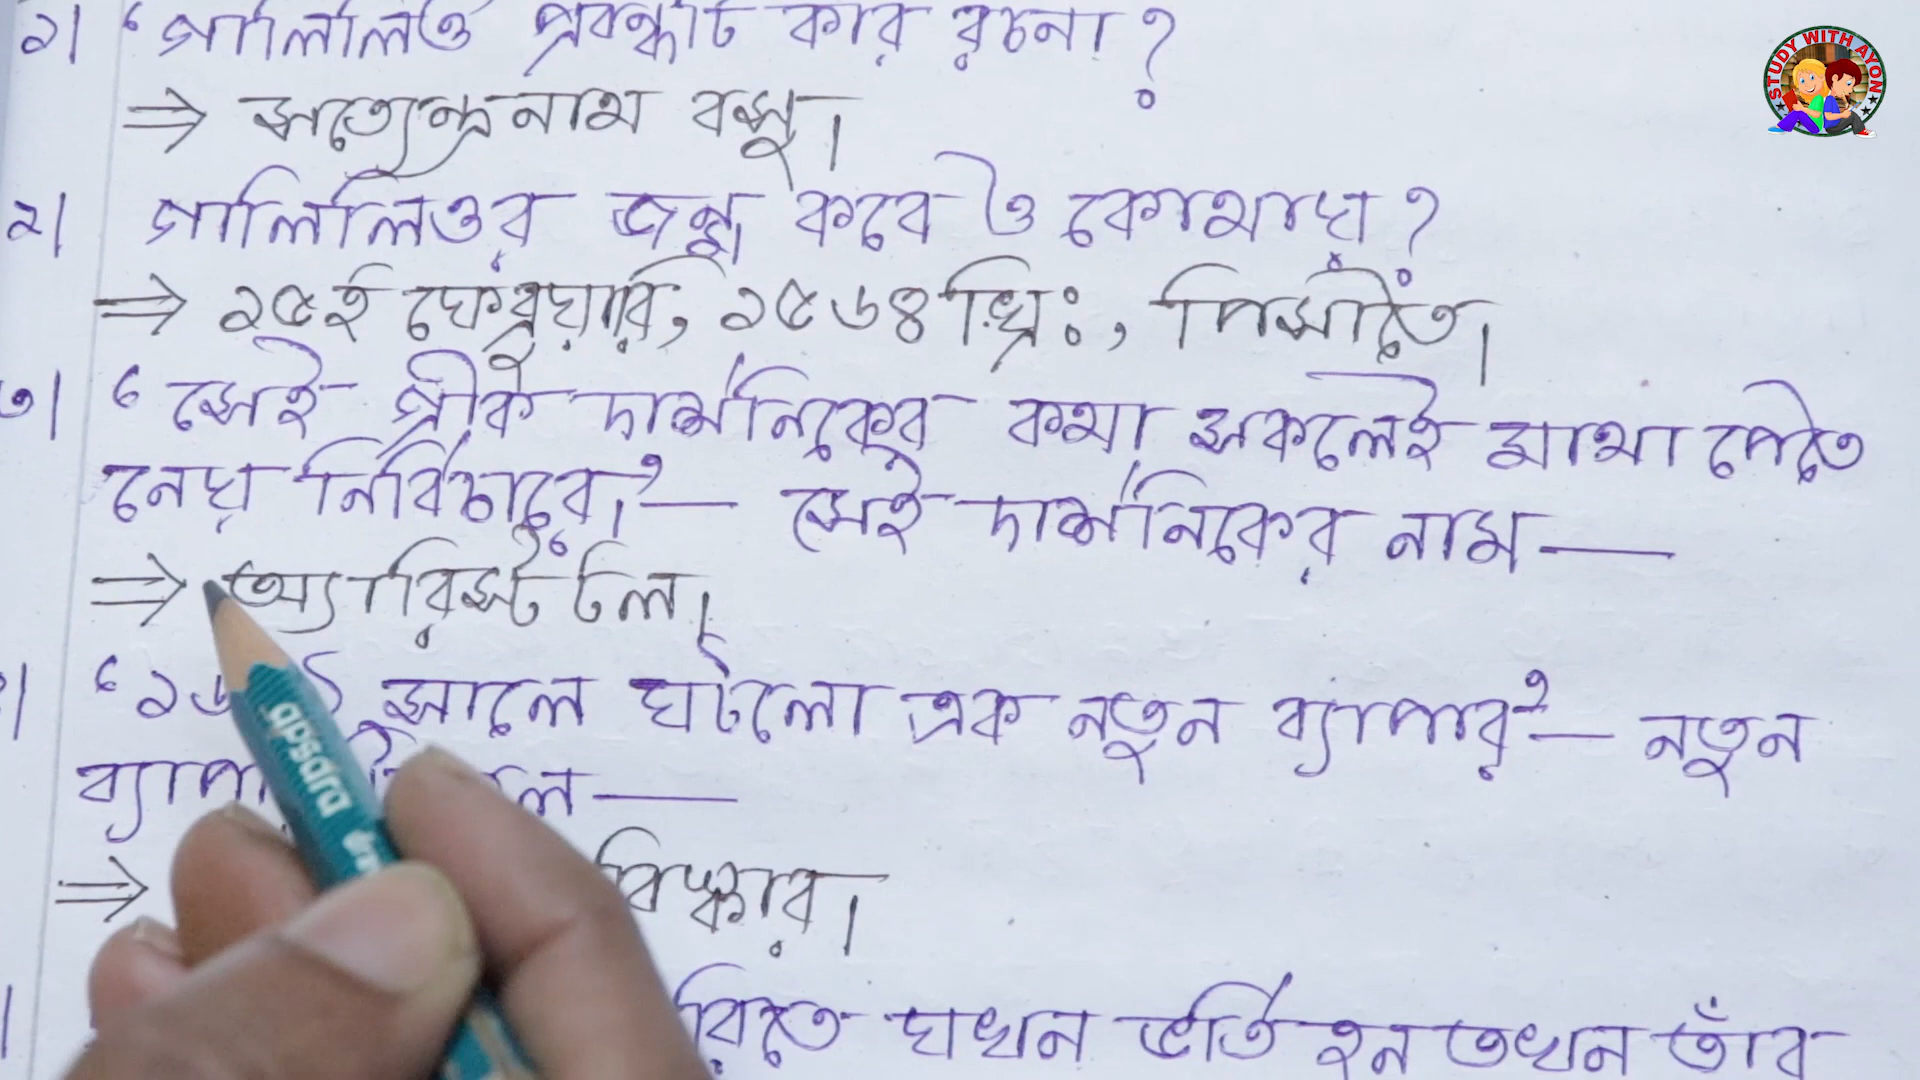 ১। 'গালিলিও প্রবন্ধটি কার রচনা?
⇒ সত্যেন্দ্রনাথ বসু।
২। গালিলিওর জন্ম কবে ও কোথায়?
⇒ ১৫ই ফেব্রুয়ারি, ১৫৬৪ খ্রিঃ, পিসাতে।
৩। 'সেই গ্রীক দার্শনিকের কথা সকলেই মাথা পেতে
নেয় নির্বিচারে।' — সেই দার্শনিকের নাম —
⇒ অ্যারিস্টটল।
সালে ঘটলো এক নতুন ব্যাপার' — নতুন
⇒
যখন ভর্তি হন তখন তাঁর
STUDY WITH AYON
apsara